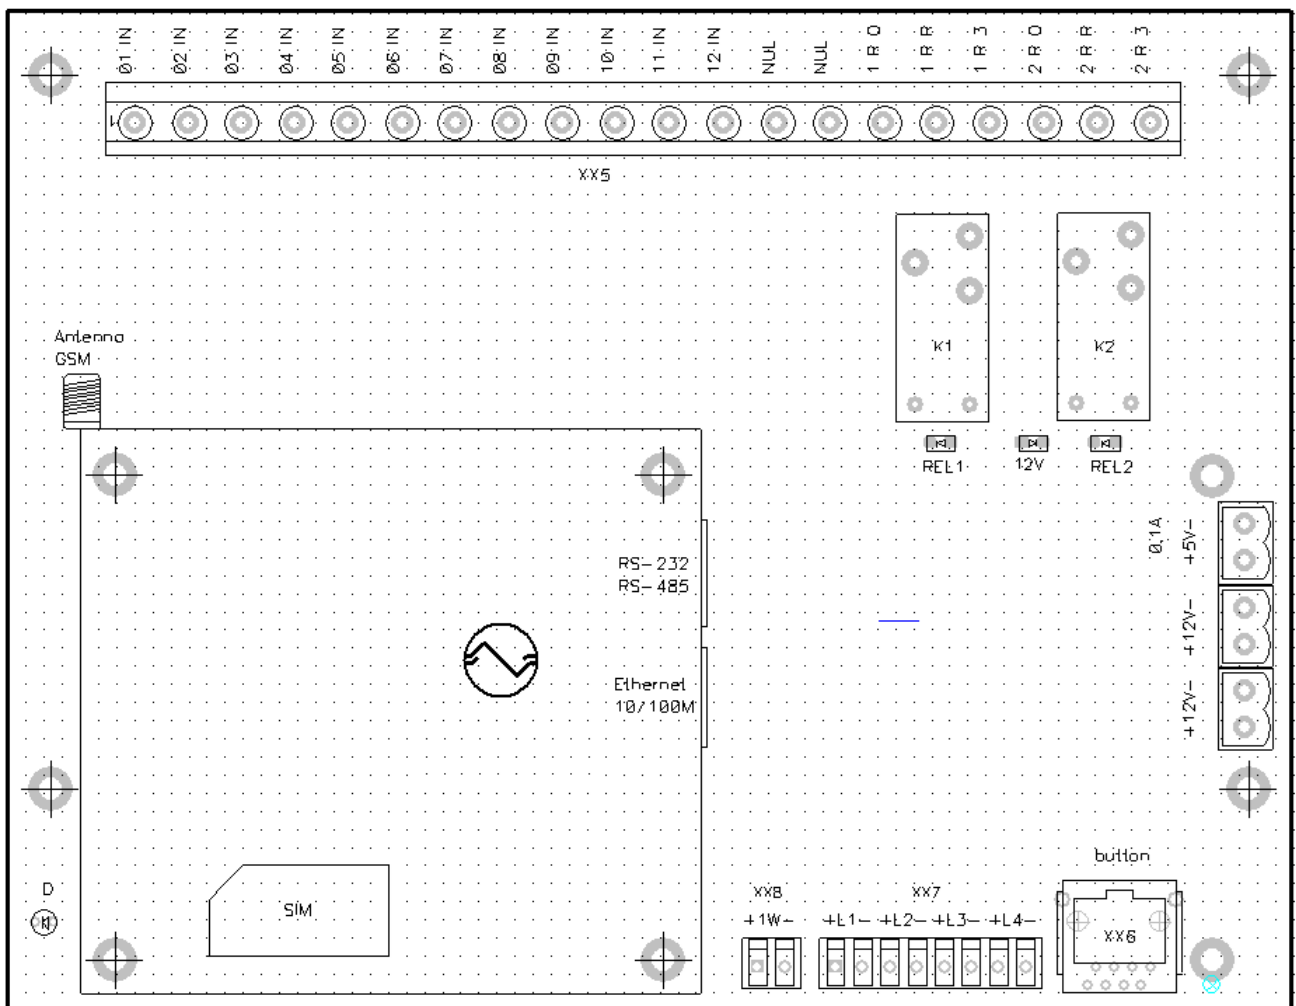 01 IN 02 IN 03 IN 04 IN 05 IN 06 IN 07 IN 08 IN 09 IN 10 IN 11 IN 12 IN NUL NUL 1 R 0 1 R R 1 R 3 2 R 0 2 R R 2 R 3
1
XX5
K1
K2
Antenna
GSM
REL1
12V
REL2
0.1A
+5V-
RS-232
RS-485
+12V-
Ethernet
10/100M
+12V-
button
D
SIM
XX8
XX7
+1W-
+L1- +L2- +L3- +L4-
XX6